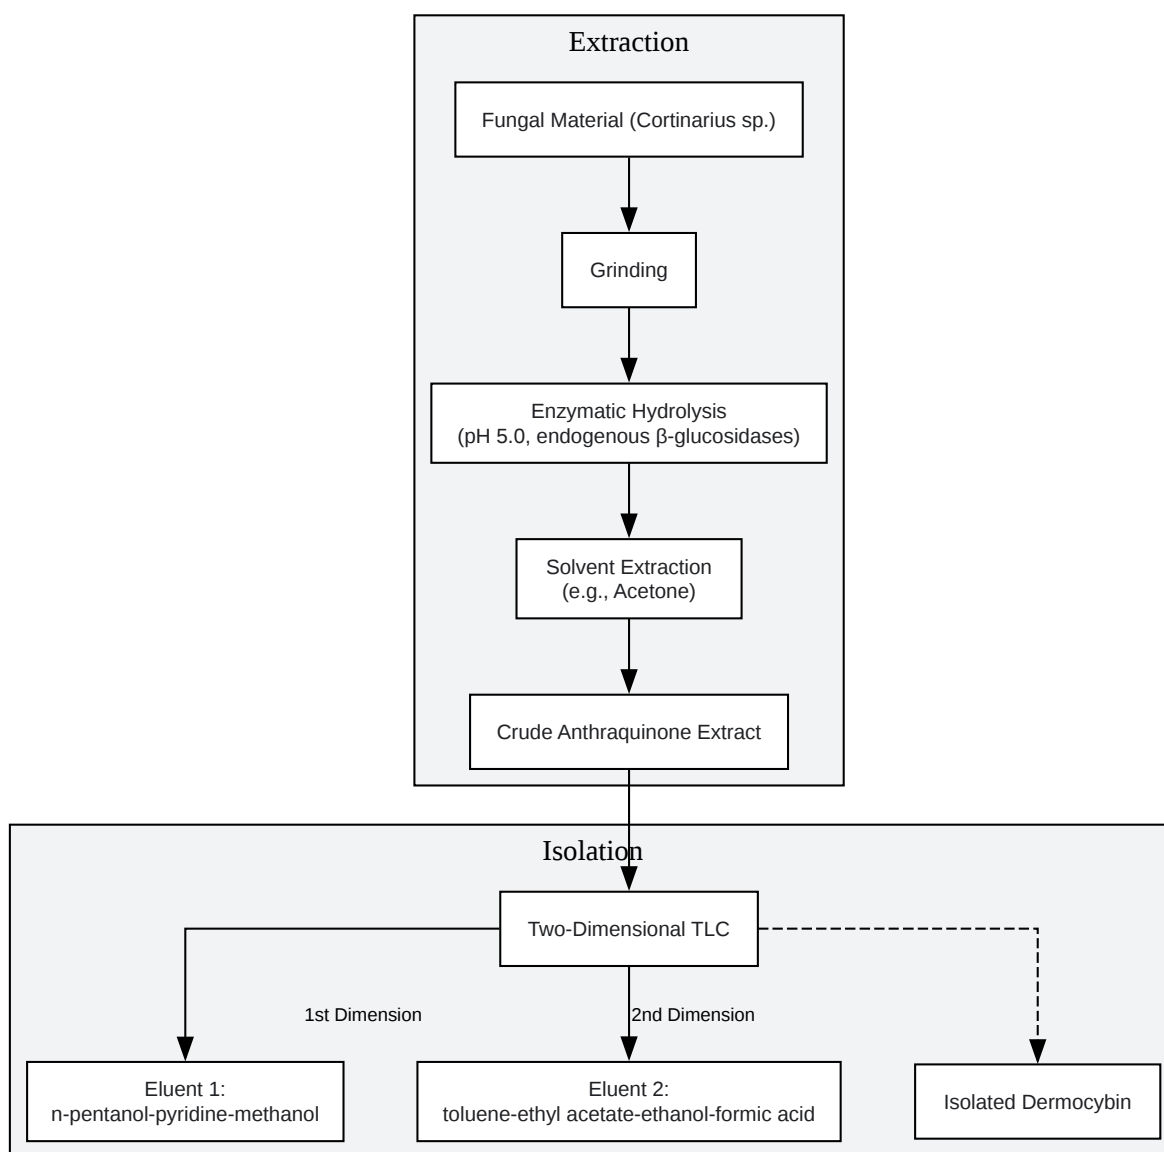 Extraction
Fungal Material (Cortinarius sp.)
Grinding
Enzymatic Hydrolysis
(pH 5.0, endogenous β-glucosidases)
Solvent Extraction
(e.g., Acetone)
Crude Anthraquinone Extract
Isolation
Two-Dimensional TLC
1st Dimension
2nd Dimension
Eluent 1:
n-pentanol-pyridine-methanol
Eluent 2:
toluene-ethyl acetate-ethanol-formic acid
Isolated Dermocybin